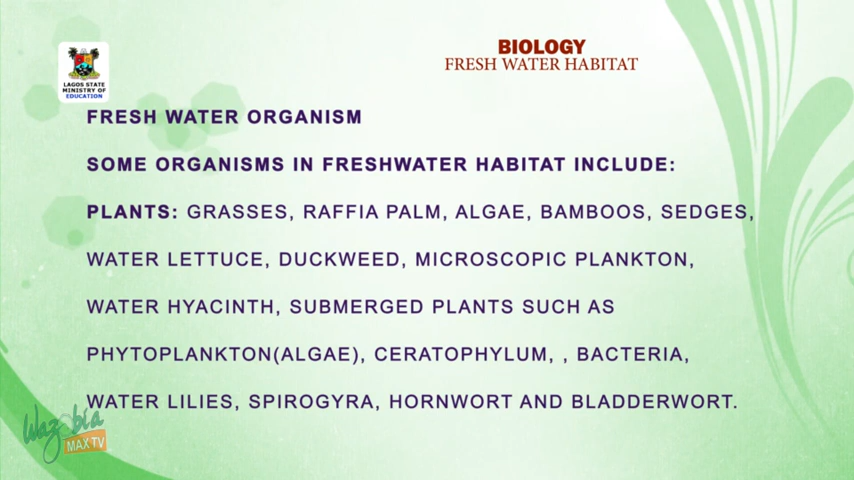 BIOLOGY
FRESH WATER HABITAT
LAGOS STATE
MINISTRY OF
EDUCATION
FRESH WATER ORGANISM
SOME ORGANISMS IN FRESHWATER HABITAT INCLUDE:
PLANTS: GRASSES, RAFFIA PALM, ALGAE, BAMBOOS, SEDGES,
WATER LETTUCE, DUCKWEED, MICROSCOPIC PLANKTON,
WATER HYACINTH, SUBMERGED PLANTS SUCH AS
PHYTOPLANKTON(ALGAE), CERATOPHYLUM, , BACTERIA,
WATER LILIES, SPIROGYRA, HORNWORT AND BLADDERWORT.
Wazobia
MAX TV